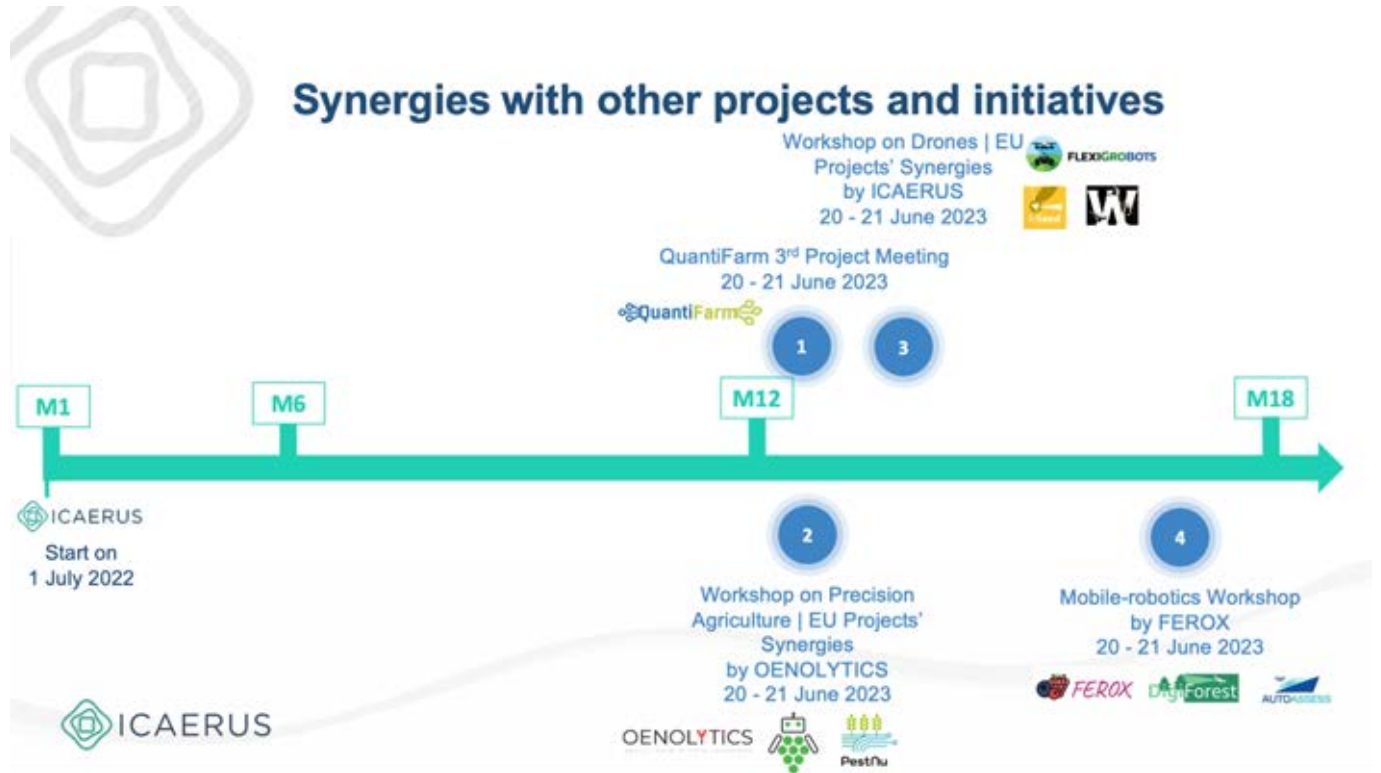 Synergies with other projects and initiatives
Workshop on Drones | EU
Projects' Synergies
by ICAERUS
20 - 21 June 2023
FLEXIGROBOTS
I-Seed
W
QuantiFarm 3rd Project Meeting
20 - 21 June 2023
QuantiFarm
1
3
M1
M6
M12
M18
ICAERUS
Start on
1 July 2022
2
4
Workshop on Precision
Agriculture | EU Projects'
Synergies
by OENOLYTICS
20 - 21 June 2023
Mobile-robotics Workshop
by FEROX
20 - 21 June 2023
FEROX
DigiForest
AUTOASSESS
ICAERUS
OENOLYTICS
PestNu